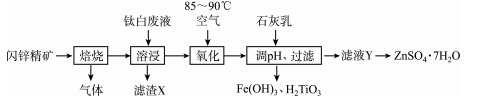 钛白废液
85～90℃
空气
石灰乳
闪锌精矿
焙烧
溶浸
氧化
调pH、过滤
滤液Y
ZnSO₄·7H₂O
气体
滤渣X
Fe(OH)₃、H₂TiO₃